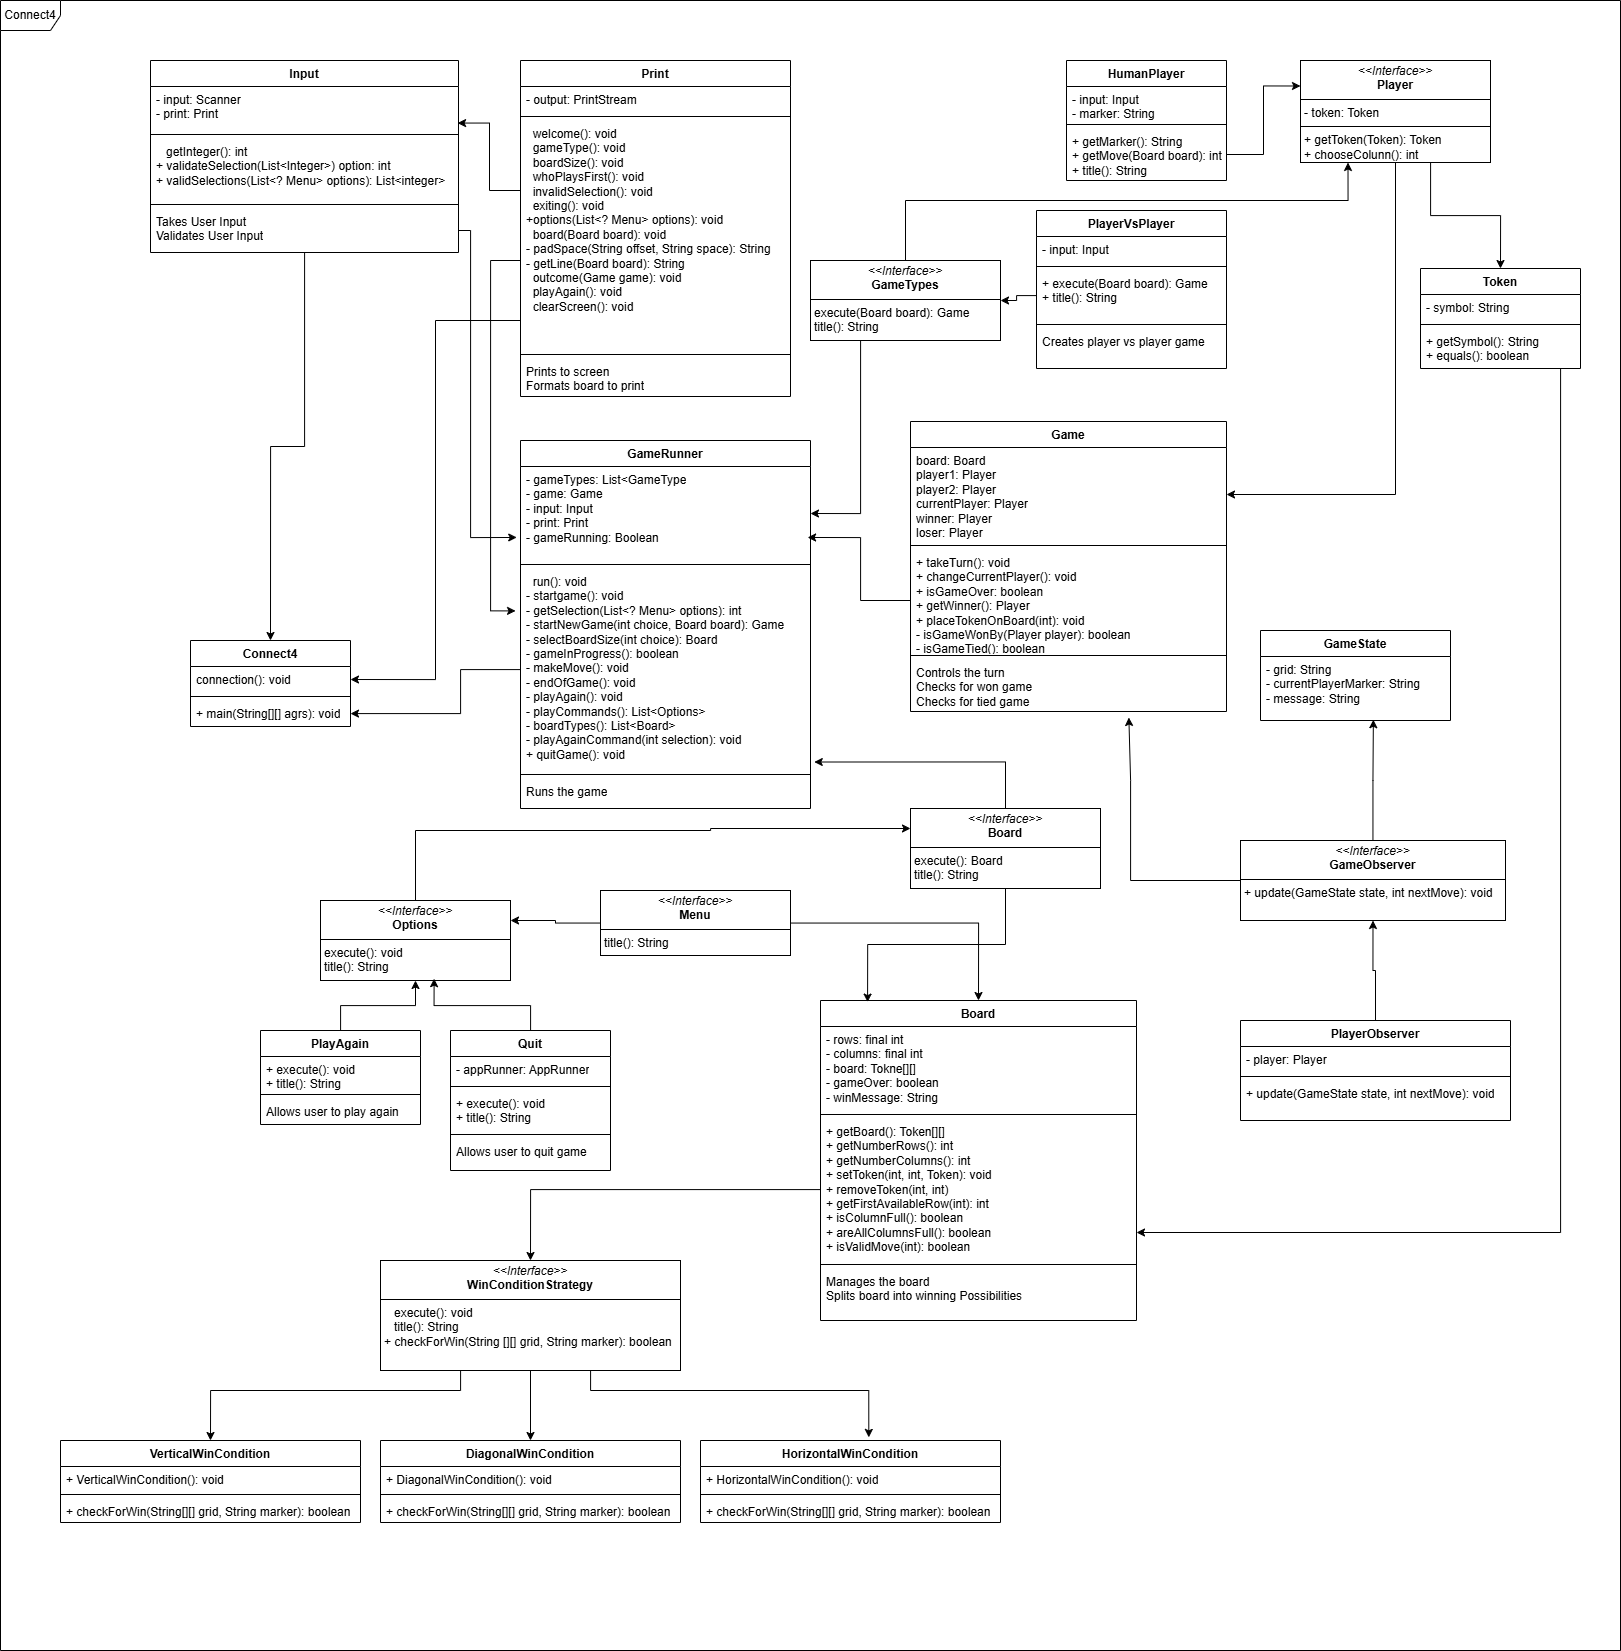 Connect4
Input
- input: Scanner
- print: Print
getInteger(): int
+ validateSelection(List<Integer>) option: int
+ validSelections(List<? Menu> options): List<integer>
Takes User Input
Validates User Input
Print
- output: PrintStream
welcome(): void
gameType(): void
boardSize(): void
whoPlaysFirst(): void
invalidSelection(): void
exiting(): void
+options(List<? Menu> options): void
board(Board board): void
- padSpace(String offset, String space): String
- getLine(Board board): String
outcome(Game game): void
playAgain(): void
clearScreen(): void
Prints to screen
Formats board to print
HumanPlayer
- input: Input
- marker: String
+ getMarker(): String
+ getMove(Board board): int
+ title(): String
<<Interface>>
Player
- token: Token
+ getToken(Token): Token
+ chooseColunn(): int
PlayerVsPlayer
- input: Input
+ execute(Board board): Game
+ title(): String
Creates player vs player game
<<Interface>>
GameTypes
execute(Board board): Game
title(): String
Token
- symbol: String
+ getSymbol(): String
+ equals(): boolean
GameRunner
- gameTypes: List<GameType
- game: Game
- input: Input
- print: Print
- gameRunning: Boolean
run(): void
- startgame(): void
- getSelection(List<? Menu> options): int
- startNewGame(int choice, Board board): Game
- selectBoardSize(int choice): Board
- gameInProgress(): boolean
- makeMove(): void
- endOfGame(): void
- playAgain(): void
- playCommands(): List<Options>
- boardTypes(): List<Board>
- playAgainCommand(int selection): void
+ quitGame(): void
Runs the game
Game
board: Board
player1: Player
player2: Player
currentPlayer: Player
winner: Player
loser: Player
+ takeTurn(): void
+ changeCurrentPlayer(): void
+ isGameOver: boolean
+ getWinner(): Player
+ placeTokenOnBoard(int): void
- isGameWonBy(Player player): boolean
- isGameTied(): boolean
Controls the turn
Checks for won game
Checks for tied game
Connect4
connection(): void
+ main(String[][] agrs): void
GameState
- grid: String
- currentPlayerMarker: String
- message: String
<<Interface>>
Board
execute(): Board
title(): String
<<Interface>>
GameObserver
+ update(GameState state, int nextMove): void
<<Interface>>
Options
execute(): void
title(): String
<<Interface>>
Menu
title(): String
PlayAgain
+ execute(): void
+ title(): String
Allows user to play again
Quit
- appRunner: AppRunner
+ execute(): void
+ title(): String
Allows user to quit game
Board
- rows: final int
- columns: final int
- board: Tokne[][]
- gameOver: boolean
- winMessage: String
+ getBoard(): Token[][]
+ getNumberRows(): int
+ getNumberColumns(): int
+ setToken(int, int, Token): void
+ removeToken(int, int)
+ getFirstAvailableRow(int): int
+ isColumnFull(): boolean
+ areAllColumnsFull(): boolean
+ isValidMove(int): boolean
Manages the board
Splits board into winning Possibilities
PlayerObserver
- player: Player
+ update(GameState state, int nextMove): void
<<Interface>>
WinConditionStrategy
execute(): void
title(): String
+ checkForWin(String [][] grid, String marker): boolean
VerticalWinCondition
+ VerticalWinCondition(): void
+ checkForWin(String[][] grid, String marker): boolean
DiagonalWinCondition
+ DiagonalWinCondition(): void
+ checkForWin(String[][] grid, String marker): boolean
HorizontalWinCondition
+ HorizontalWinCondition(): void
+ checkForWin(String[][] grid, String marker): boolean